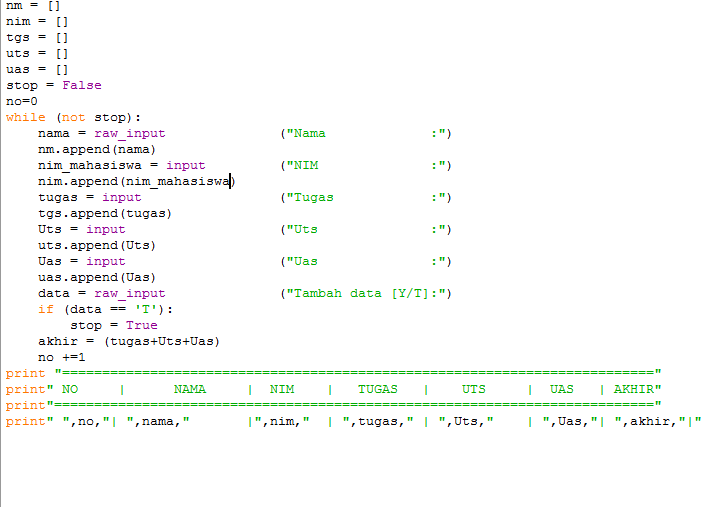 nm = []
nim = []
tgs = []
uts = []
uas = []
stop = False
no=0
while (not stop):
    nama = raw_input              ("Nama             :")
    nm.append(nama)
    nim_mahasiswa = input         ("NIM              :")
    nim.append(nim_mahasiswa)
    tugas = input                 ("Tugas            :")
    tgs.append(tugas)
    Uts = input                   ("Uts              :")
    uts.append(Uts)
    Uas = input                   ("Uas              :")
    uas.append(Uas)
    data = raw_input              ("Tambah data [Y/T]:")
    if (data == 'T'):
        stop = True
    akhir = (tugas+Uts+Uas)
    no +=1
print "=========================================================================="
print" NO     |      NAMA     |  NIM    |   TUGAS   |    UTS     |  UAS   | AKHIR"
print"==========================================================================="
print" ",no,"| ",nama,"       |",nim,"  | ",tugas," | ",Uts,"    | ",Uas,"| ",akhir,"|"